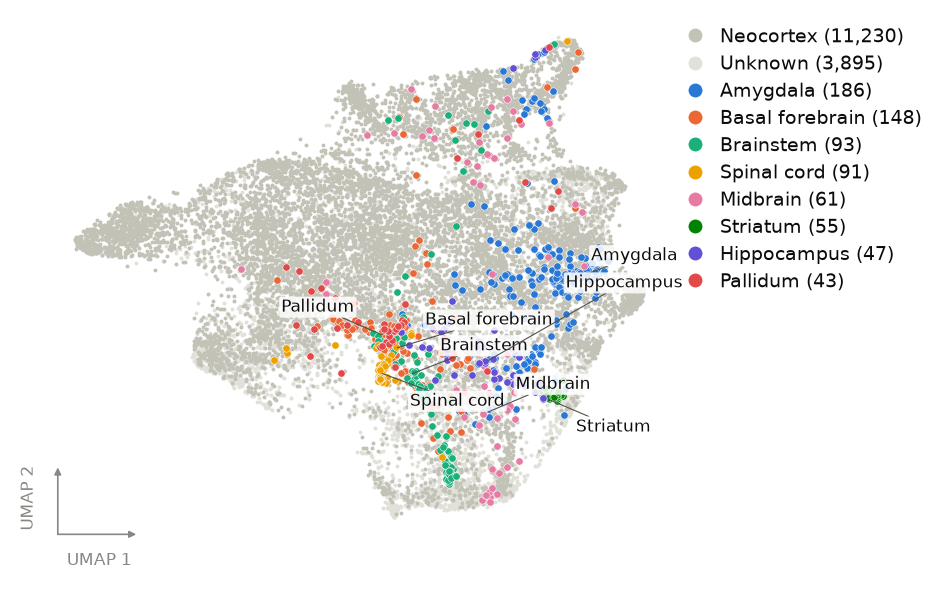 Neocortex (11,230)
Unknown (3,895)
Amygdala (186)
Basal forebrain (148)
Brainstem (93)
Spinal cord (91)
Midbrain (61)
Striatum (55)
Hippocampus (47)
Pallidum (43)
Amygdala
Hippocampus
Pallidum
Basal forebrain
Brainstem
Midbrain
Spinal cord
Striatum
UMAP 2
UMAP 1